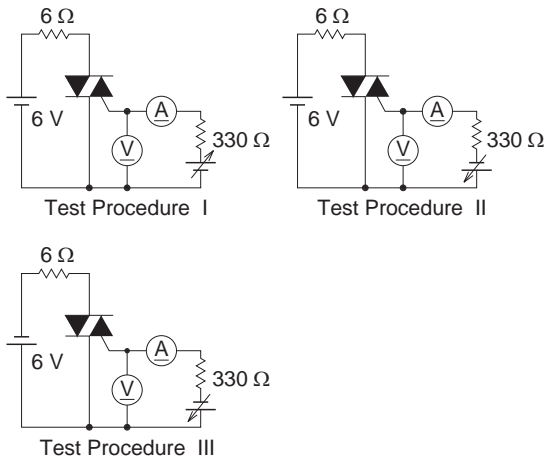 6 Ω
6 V
A
V
330 Ω
Test Procedure I
6 Ω
6 V
A
V
330 Ω
Test Procedure II
6 Ω
6 V
A
V
330 Ω
Test Procedure III